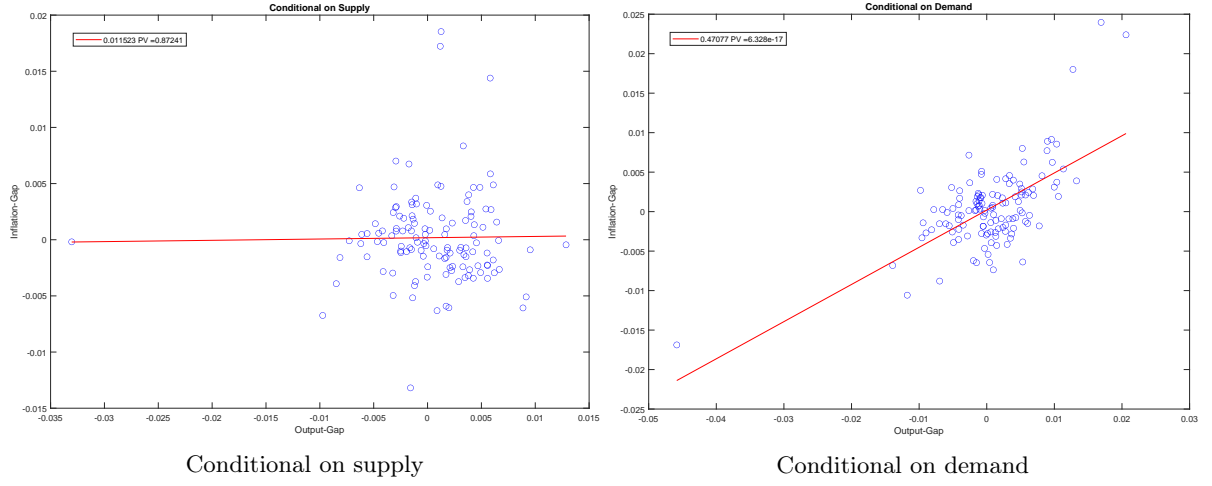 Conditional on Supply
0.02
0.015
0.01
0.005
0
-0.005
-0.01
-0.015
Inflation-Gap
0.011523 PV =0.87241
-0.035 -0.03 -0.025 -0.02 -0.015 -0.01 -0.005 0 0.005 0.01 0.015
Output-Gap
Conditional on supply
Conditional on Demand
0.025
0.02
0.015
0.01
0.005
0
-0.005
-0.01
-0.015
-0.02
-0.025
Inflation-Gap
0.47077 PV =6.328e-17
-0.05 -0.04 -0.03 -0.02 -0.01 0 0.01 0.02 0.03
Output-Gap
Conditional on demand